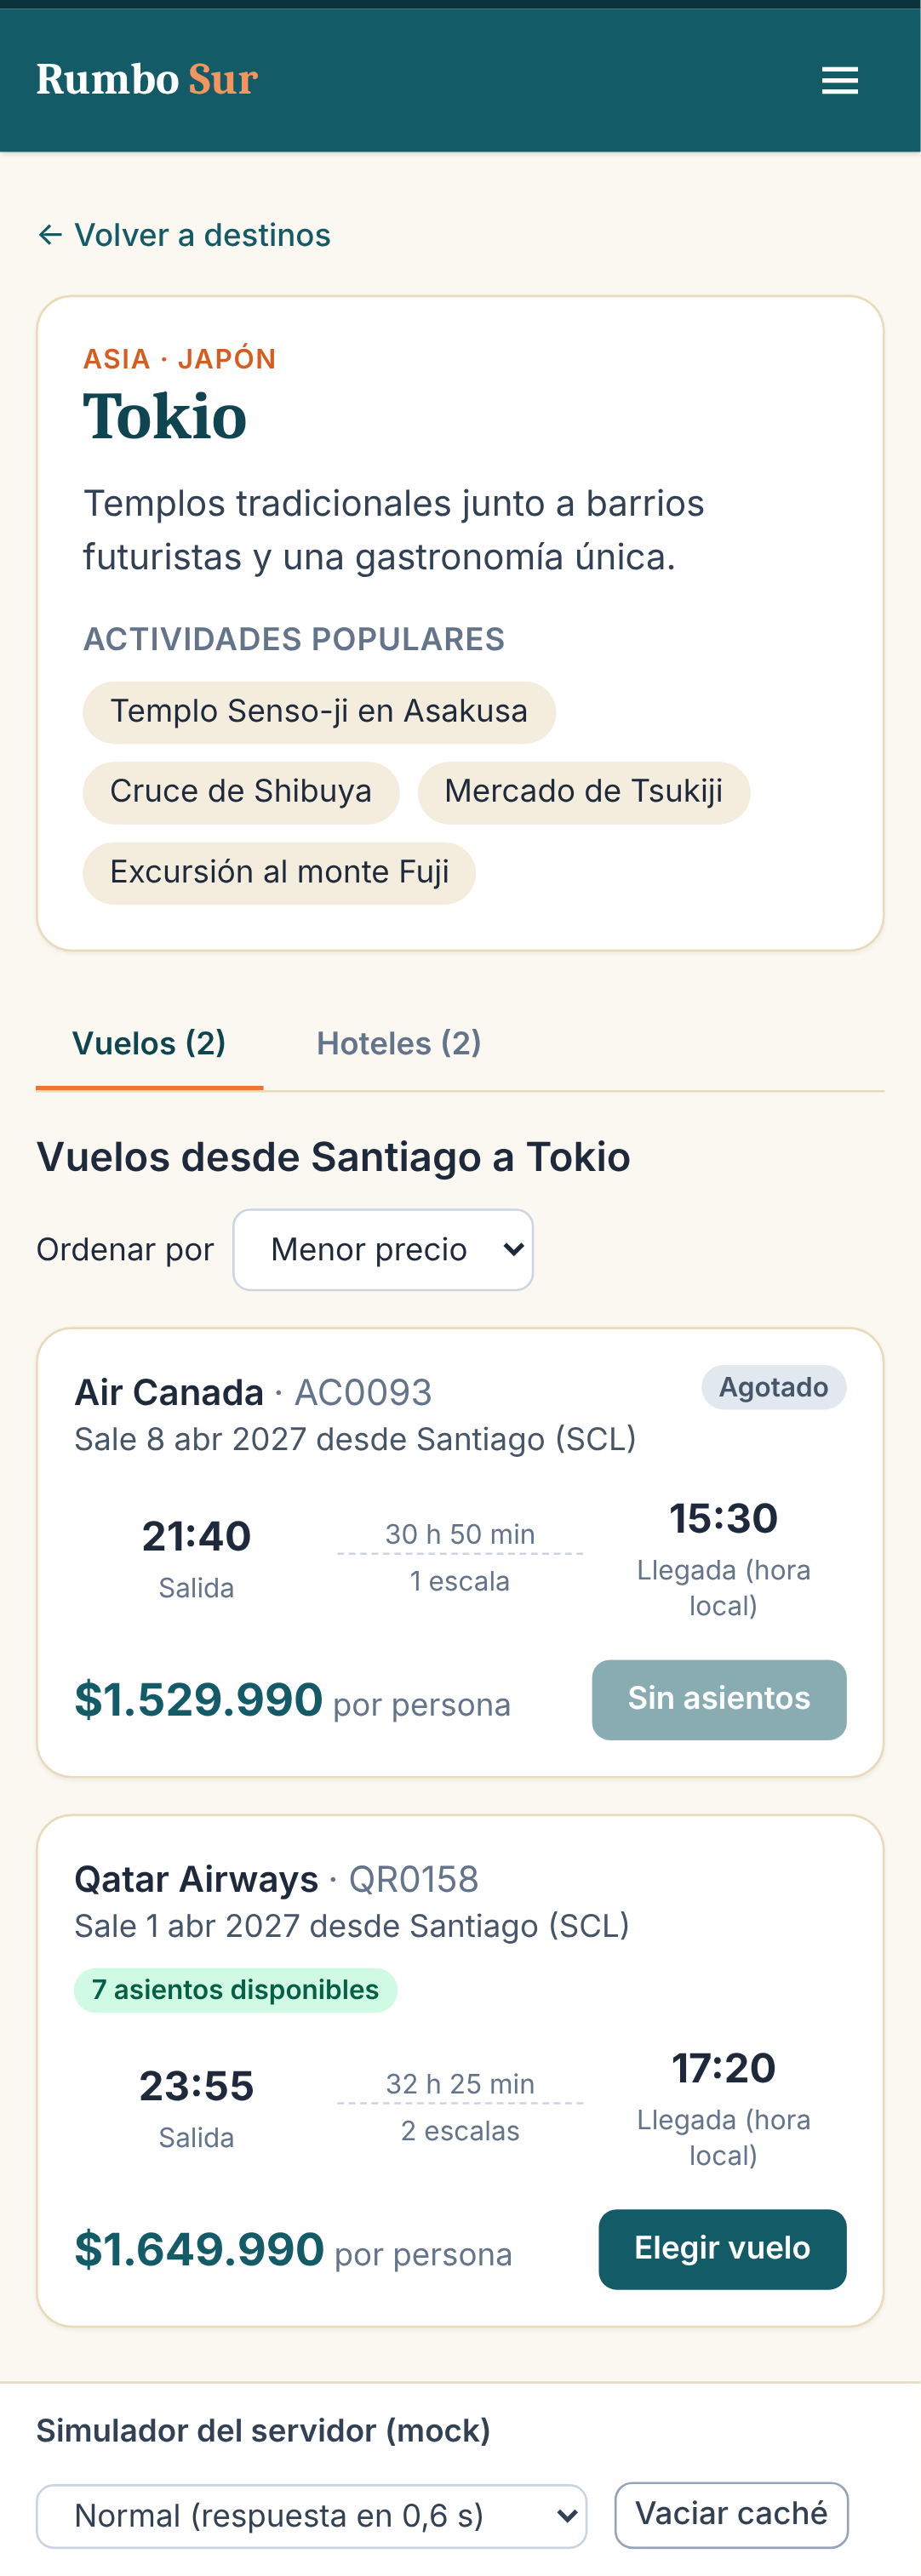 Rumbo Sur
← Volver a destinos
ASIA · JAPÓN
Tokio
Templos tradicionales junto a barrios
futuristas y una gastronomía única.
ACTIVIDADES POPULARES
Templo Senso-ji en Asakusa
Cruce de Shibuya
Mercado de Tsukiji
Excursión al monte Fuji
Vuelos (2)
Hoteles (2)
Vuelos desde Santiago a Tokio
Ordenar por
Menor precio
Air Canada · AC0093
Agotado
Sale 8 abr 2027 desde Santiago (SCL)
21:40
Salida
30 h 50 min
1 escala
15:30
Llegada (hora
local)
$1.529.990 por persona
Sin asientos
Qatar Airways · QR0158
Sale 1 abr 2027 desde Santiago (SCL)
7 asientos disponibles
23:55
Salida
32 h 25 min
2 escalas
17:20
Llegada (hora
local)
$1.649.990 por persona
Elegir vuelo
Simulador del servidor (mock)
Normal (respuesta en 0,6 s)
Vaciar caché